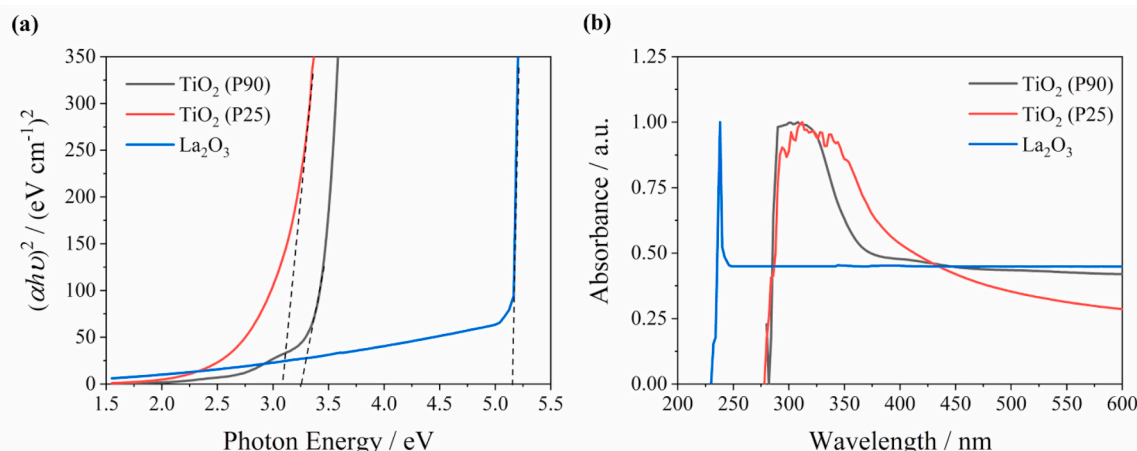 (a)
350
300
250
200
150
100
50
0
(αhυ)² / (eV cm⁻¹)²
TiO₂ (P90)
TiO₂ (P25)
La₂O₃
1.5 2.0 2.5 3.0 3.5 4.0 4.5 5.0 5.5
Photon Energy / eV
(b)
1.25
1.00
0.75
0.50
0.25
0.00
Absorbance / a.u.
TiO₂ (P90)
TiO₂ (P25)
La₂O₃
200 250 300 350 400 450 500 550 600
Wavelength / nm